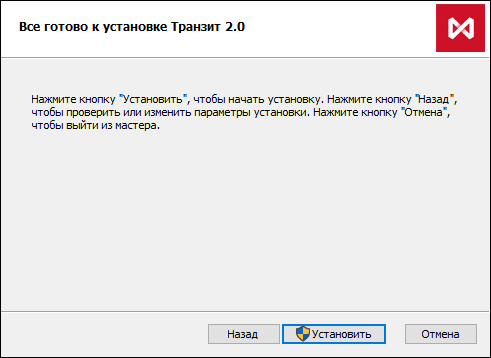 Все готово к установке Транзит 2.0
Нажмите кнопку "Установить", чтобы начать установку. Нажмите кнопку "Назад",
чтобы проверить или изменить параметры установки. Нажмите кнопку "Отмена",
чтобы выйти из мастера.
Назад
Установить
Отмена